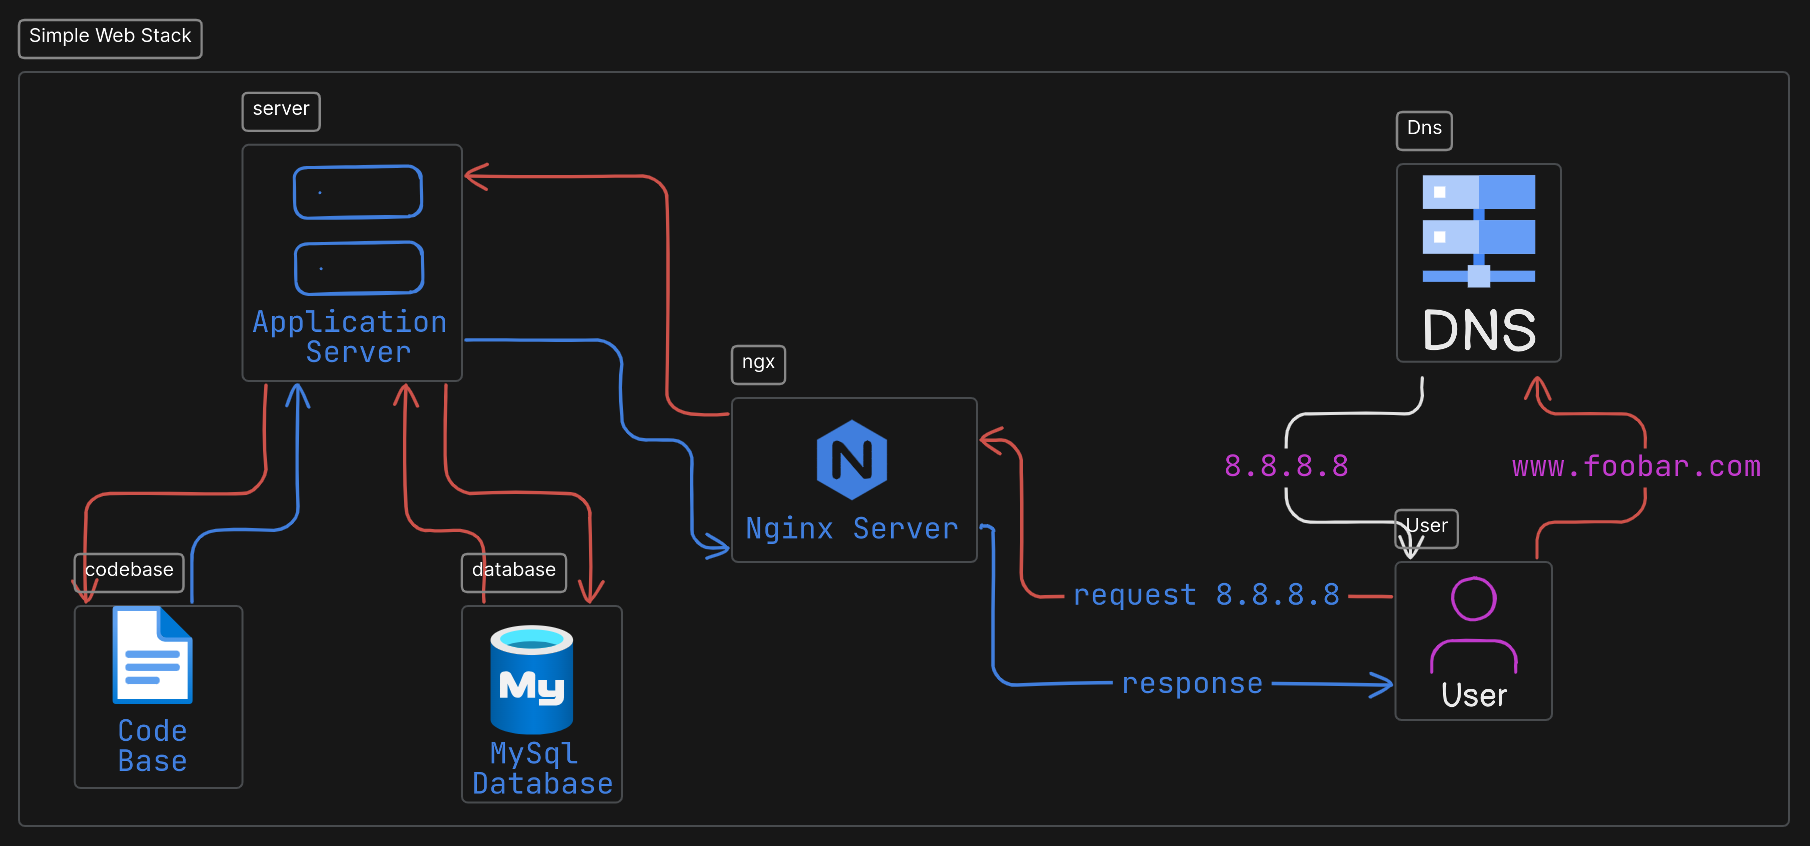 Simple Web Stack
server
Application
Server
Dns
DNS
ngx
N
Nginx Server
8.8.8.8
www.foobar.com
User
User
request 8.8.8.8
response
codebase
Code
Base
database
My
MySql
Database